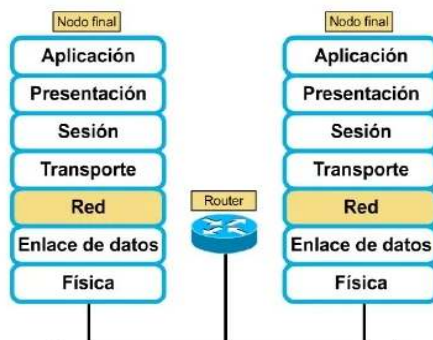 Nodo final
Aplicación
Presentación
Sesión
Transporte
Red
Enlace de datos
Física
Router
Nodo final
Aplicación
Presentación
Sesión
Transporte
Red
Enlace de datos
Física